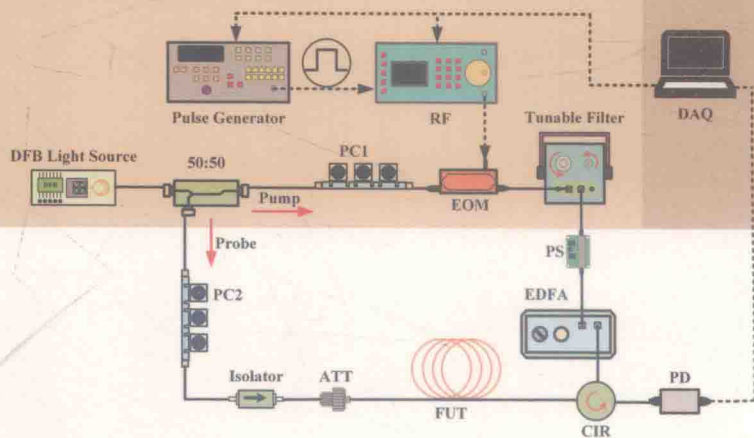 Pulse Generator
RF
DAQ
Tunable Filter
DFB Light Source
DFB
50:50
PC1
EOM
Pump
Probe
PS
PC2
EDFA
Isolator
ATT
FUT
CIR
PD